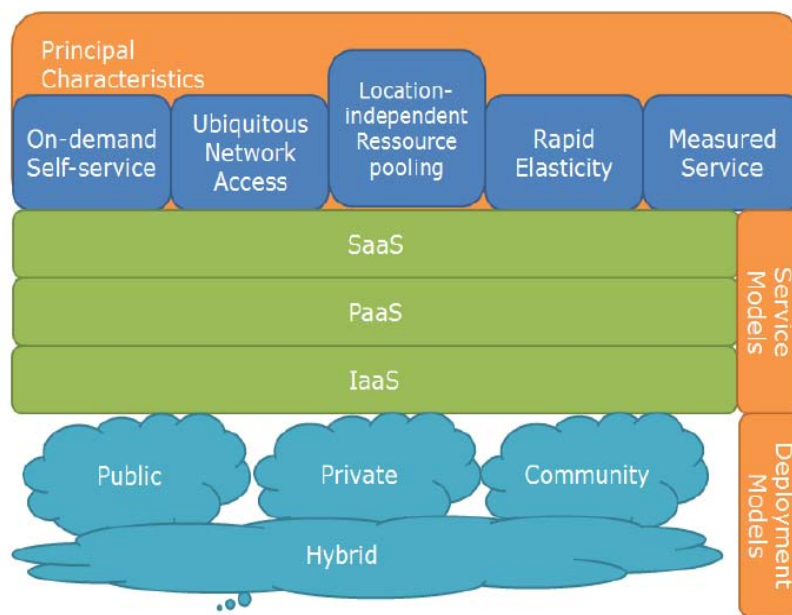 Principal
Characteristics
On-demand
Self-service
Ubiquitous
Network
Access
Location-
independent
Ressource
pooling
Rapid
Elasticity
Measured
Service
SaaS
PaaS
IaaS
Service
Models
Public
Private
Community
Hybrid
Deployment
Models